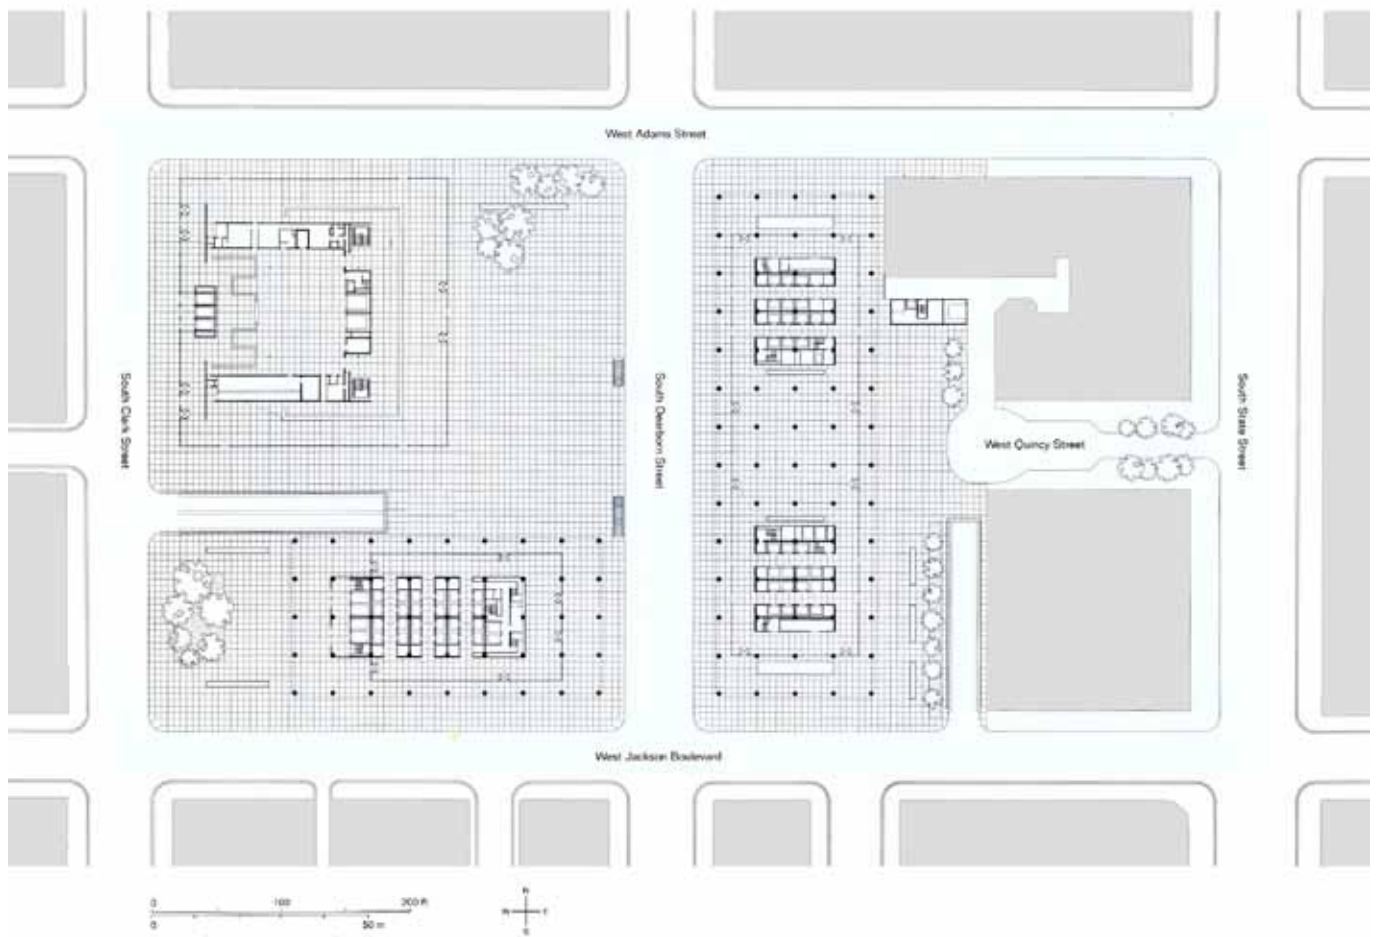 West Adams Street
South Clark Street
South Dearborn Street
South State Street
West Quincy Street
West Jackson Boulevard
0 100 200 ft
0 50 m
N
W E
S